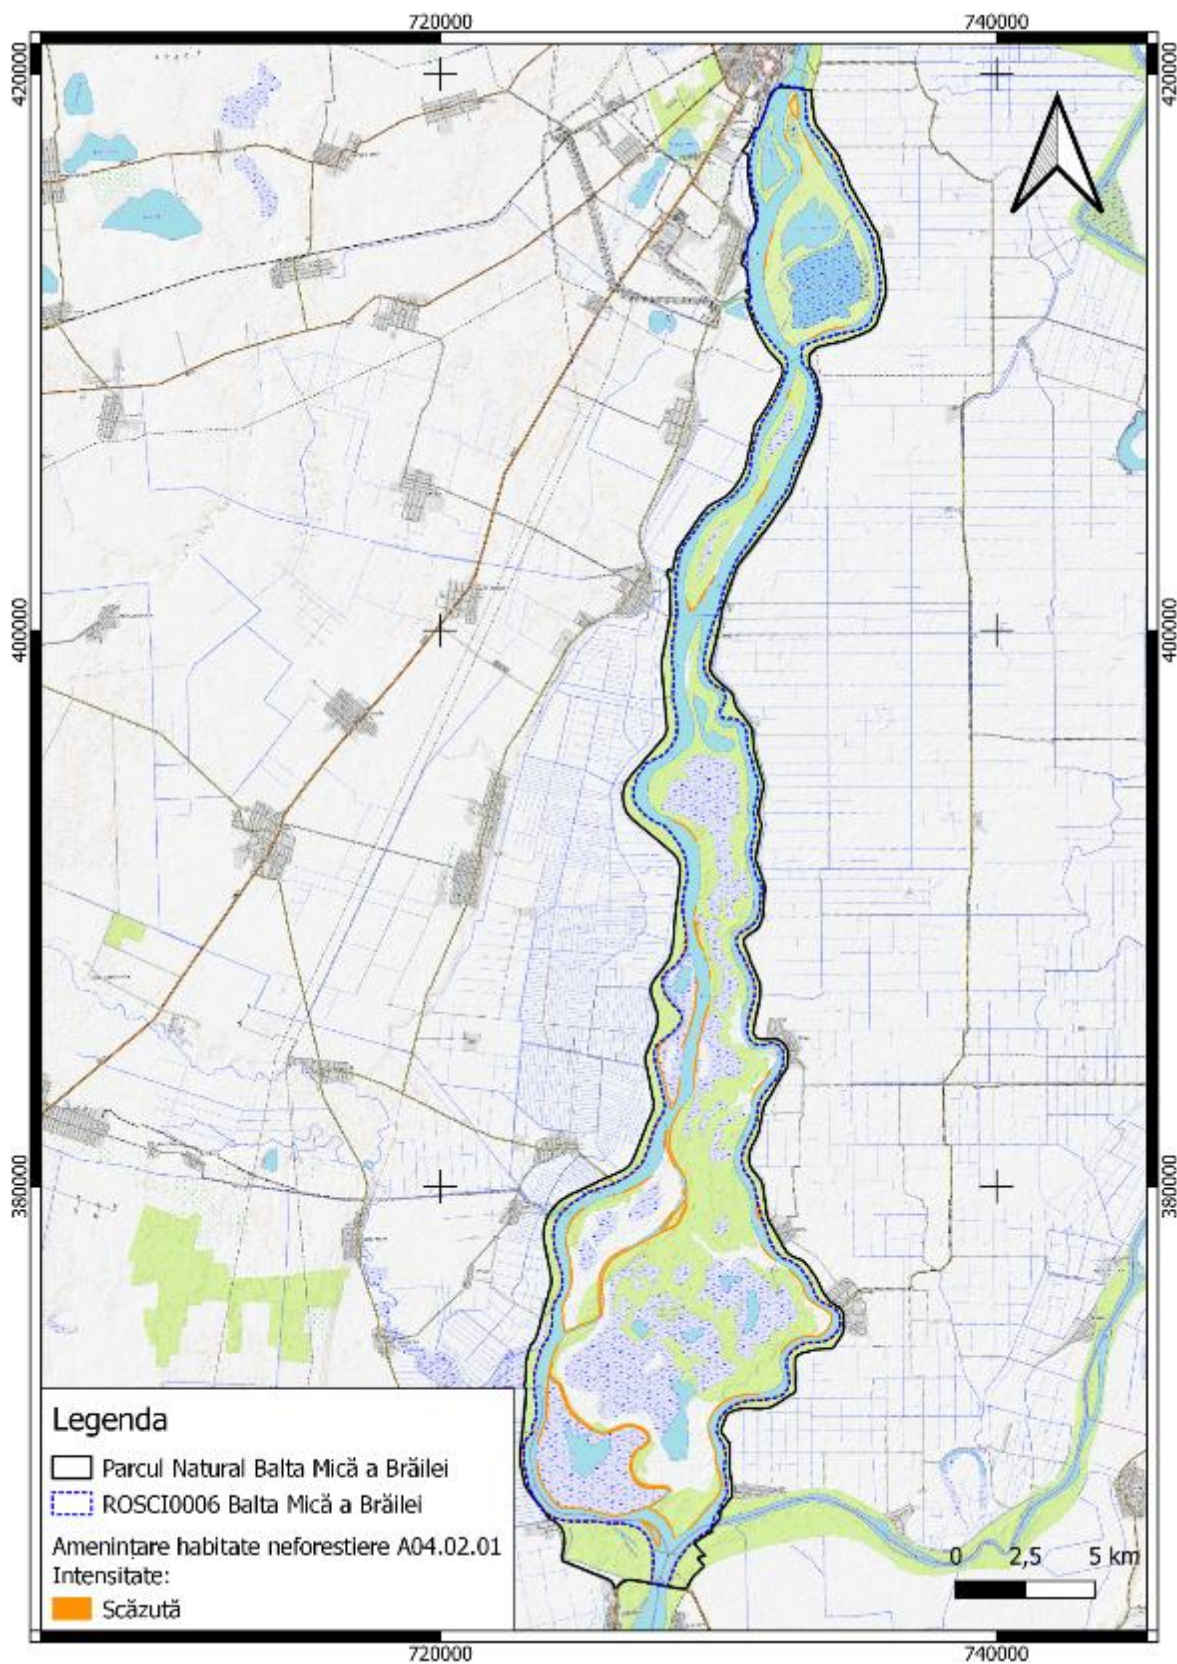 720000
740000
420000
420000
400000
400000
380000
380000
Legenda
Parcul Natural Balta Mică a Brăilei
ROSCI0006 Balta Mică a Brăilei
Amenințare habitate neforestiere A04.02.01
Intensitate:
Scăzută
0 2,5 5 km
720000
740000